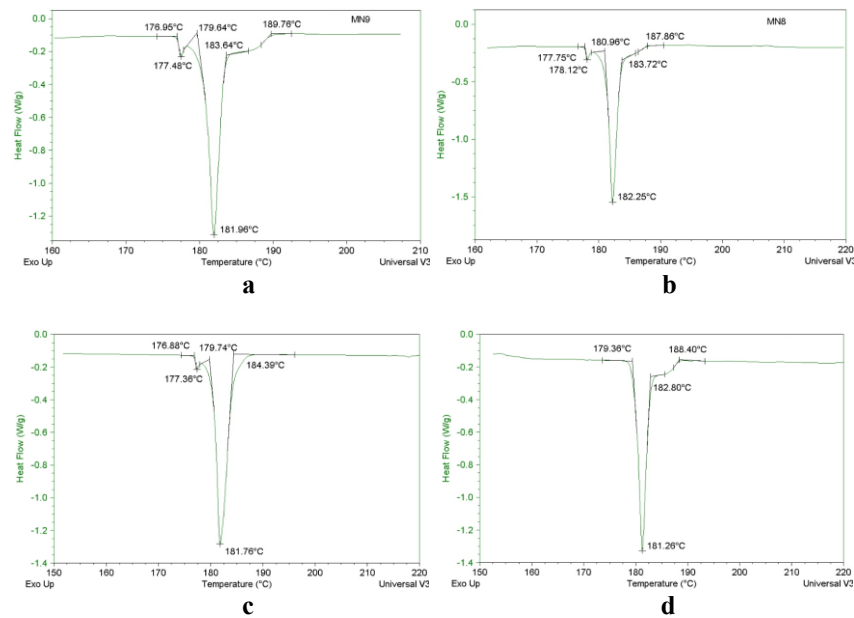 MN9
176.95°C
179.64°C
189.76°C
183.64°C
177.48°C
181.96°C
0.0
-0.2
-0.4
-0.6
-0.8
-1.0
-1.2
Heat Flow (W/g)
160 170 180 190 200 210
Exo Up Temperature (°C) Universal V3
a
MN8
180.96°C
187.86°C
177.75°C
183.72°C
178.12°C
182.25°C
0.0
-0.5
-1.0
-1.5
Heat Flow (W/g)
160 170 180 190 200 210 220
Exo Up Temperature (°C) Universal V3
b
176.88°C
179.74°C
184.39°C
177.36°C
181.76°C
0.0
-0.2
-0.4
-0.6
-0.8
-1.0
-1.2
-1.4
Heat Flow (W/g)
150 160 170 180 190 200 210 220
Exo Up Temperature (°C) Universal V3
c
179.36°C
188.40°C
182.80°C
181.26°C
0.0
-0.2
-0.4
-0.6
-0.8
-1.0
-1.2
-1.4
Heat Flow (W/g)
150 160 170 180 190 200 210 220
Exo Up Temperature (°C) Universal V3
d